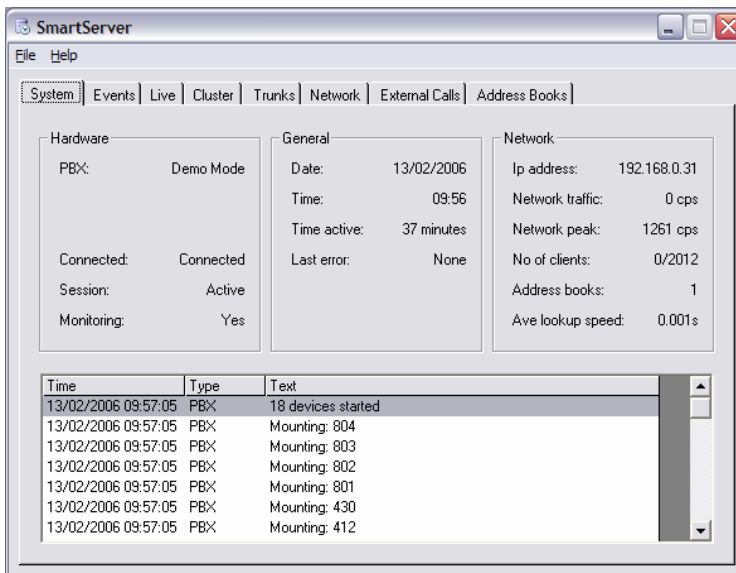 SmartServer
File Help
System Events Live Cluster Trunks Network External Calls Address Books
Hardware
PBX: Demo Mode
Connected: Connected
Session: Active
Monitoring: Yes
General
Date: 13/02/2006
Time: 09:56
Time active: 37 minutes
Last error: None
Network
Ip address: 192.168.0.31
Network traffic: 0 cps
Network peak: 1261 cps
No of clients: 0/2012
Address books: 1
Ave lookup speed: 0.001s
Time Type Text
13/02/2006 09:57:05 PBX 18 devices started
13/02/2006 09:57:05 PBX Mounting: 804
13/02/2006 09:57:05 PBX Mounting: 803
13/02/2006 09:57:05 PBX Mounting: 802
13/02/2006 09:57:05 PBX Mounting: 801
13/02/2006 09:57:05 PBX Mounting: 430
13/02/2006 09:57:05 PBX Mounting: 412